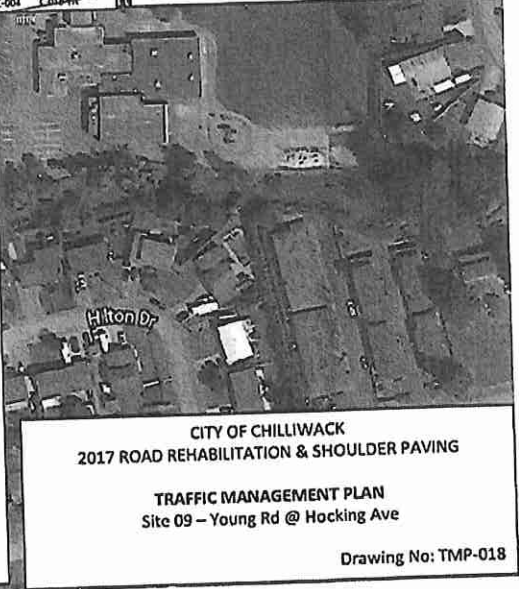 Hilton Dr
CITY OF CHILLIWACK
2017 ROAD REHABILITATION & SHOULDER PAVING
TRAFFIC MANAGEMENT PLAN
Site 09 – Young Rd @ Hocking Ave
Drawing No: TMP-018